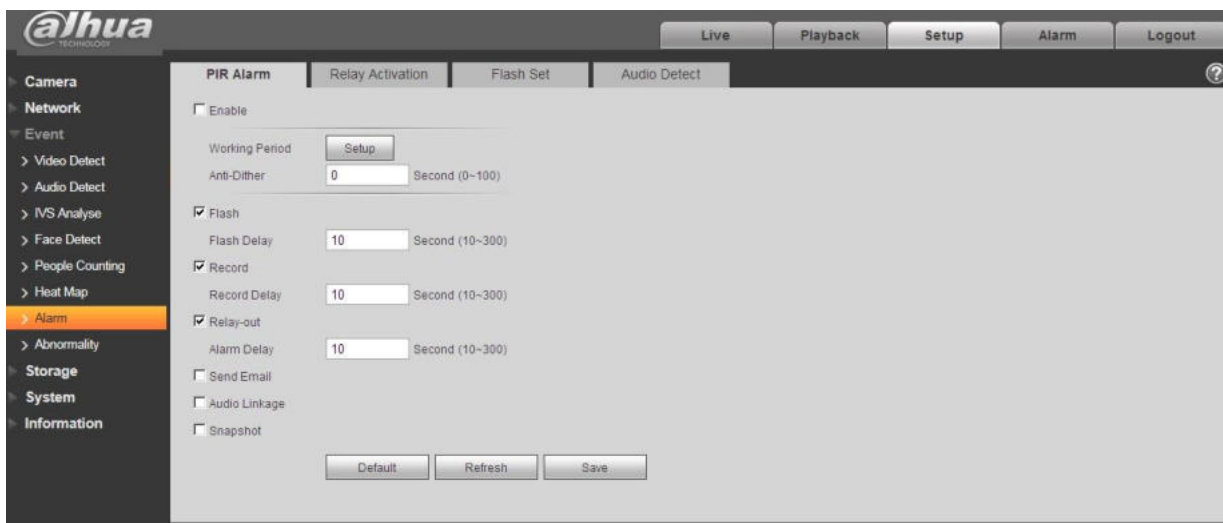 alhua
TECHNOLOGY
Live Playback Setup Alarm Logout
PIR Alarm Relay Activation Flash Set Audio Detect
?
Camera
Network
Event
> Video Detect
> Audio Detect
> IVS Analyse
> Face Detect
> People Counting
> Heat Map
> Alarm
> Abnormality
Storage
System
Information
Enable
Working Period Setup
Anti-Dither 0 Second (0~100)
Flash
Flash Delay 10 Second (10~300)
Record
Record Delay 10 Second (10~300)
Relay-out
Alarm Delay 10 Second (10~300)
Send Email
Audio Linkage
Snapshot
Default Refresh Save